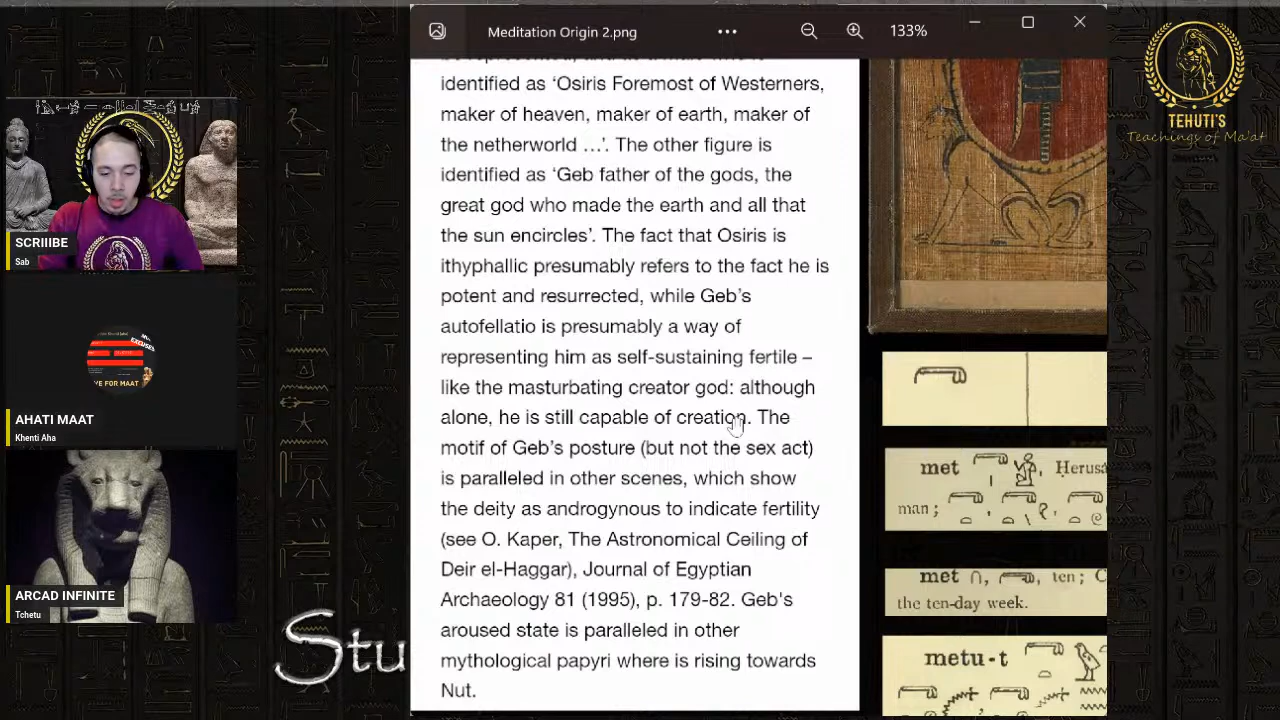 Meditation Origin 2.png
133%
identified as ‘Osiris Foremost of Westerners,
maker of heaven, maker of earth, maker of
the netherworld …’. The other figure is
identified as ‘Geb father of the gods, the
great god who made the earth and all that
the sun encircles’. The fact that Osiris is
ithyphallic presumably refers to the fact he is
potent and resurrected, while Geb’s
autofellatio is presumably a way of
representing him as self-sustaining fertile –
like the masturbating creator god: although
alone, he is still capable of creation. The
motif of Geb’s posture (but not the sex act)
is paralleled in other scenes, which show
the deity as androgynous to indicate fertility
(see O. Kaper, The Astronomical Ceiling of
Deir el-Haggar), Journal of Egyptian
Archaeology 81 (1995), p. 179-82. Geb's
aroused state is paralleled in other
mythological papyri where is rising towards
Nut.
SCRIIIBE
Sab
AHATI MAAT
Khenti Aha
ARCAD INFINITE
Tchetu
TEHUTI'S
Teachings of Ma'at
met
man;
met
ten;
the ten-day week.
metu-t
Stu